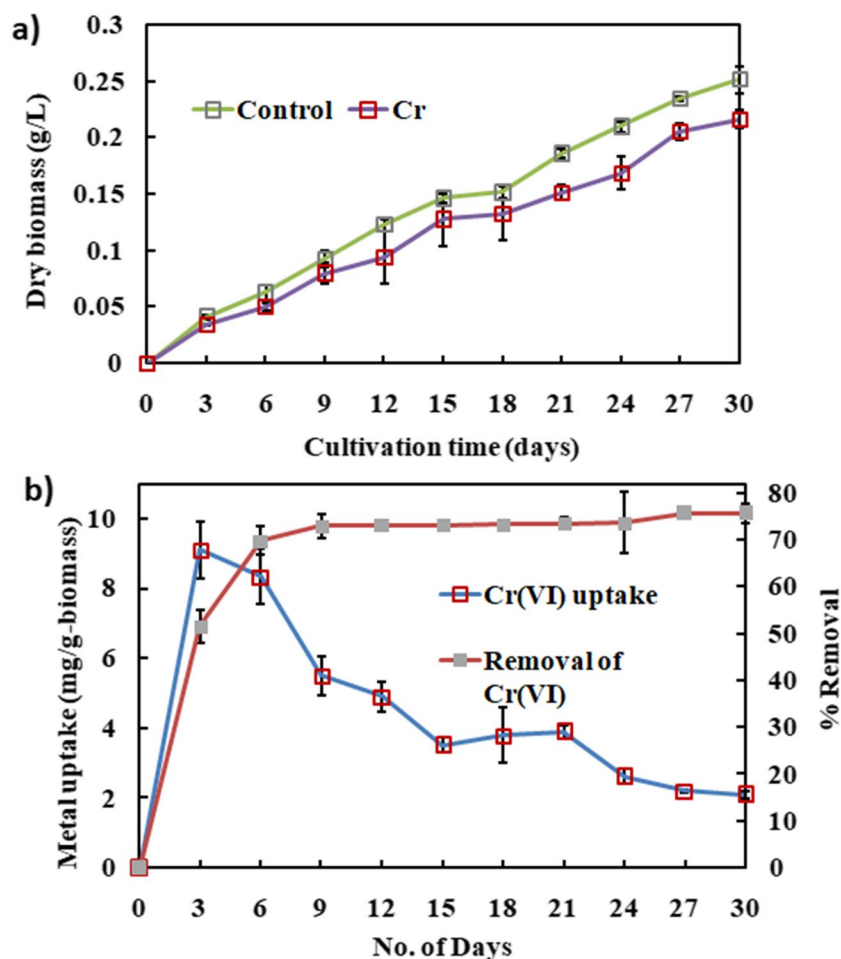 a)
0.3
0.25
0.2
0.15
0.1
0.05
0
Dry biomass (g/L)
Control Cr
0 3 6 9 12 15 18 21 24 27 30
Cultivation time (days)
b)
10
8
6
4
2
0
Metal uptake (mg/g-biomass)
Cr(VI) uptake
Removal of
Cr(VI)
80
70
60
50
40
30
20
10
0
% Removal
0 3 6 9 12 15 18 21 24 27 30
No. of Days